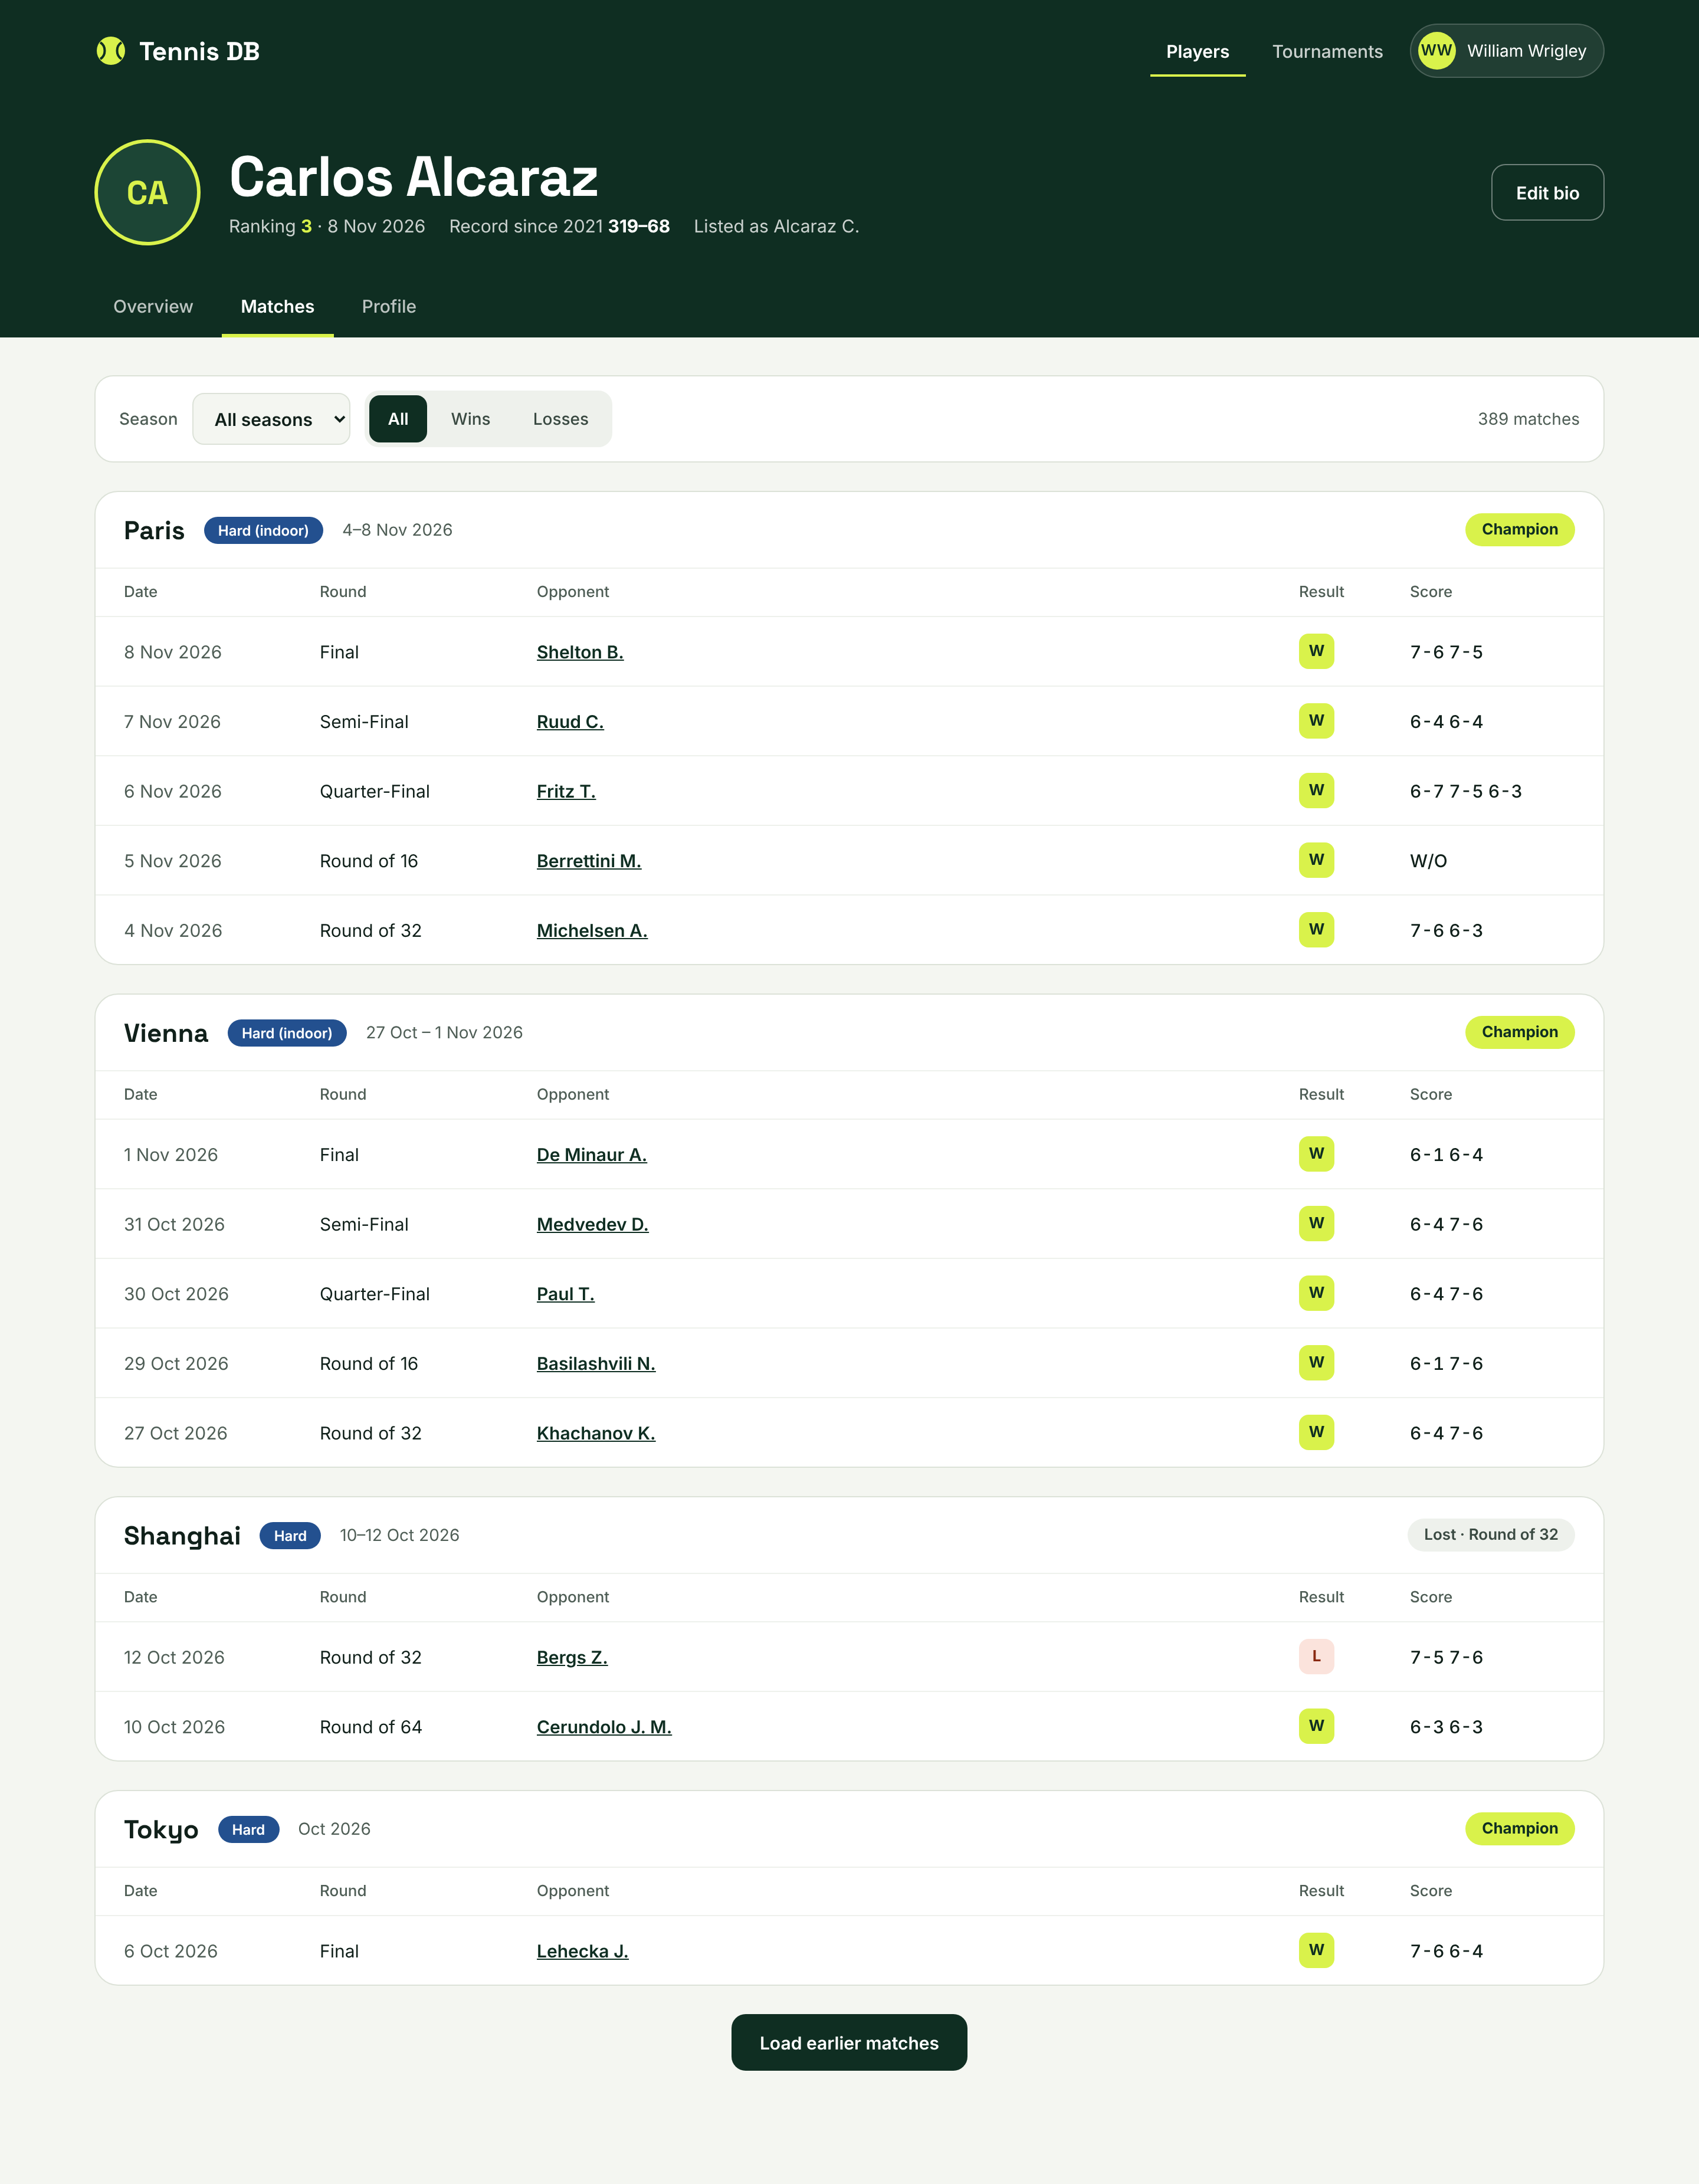 Tennis DB
Players Tournaments WW William Wrigley
CA
Carlos Alcaraz
Ranking 3 · 8 Nov 2026 Record since 2021 319–68 Listed as Alcaraz C.
Edit bio
Overview Matches Profile
Season All seasons All Wins Losses 389 matches
Paris Hard (indoor) 4–8 Nov 2026 Champion
Date Round Opponent Result Score
8 Nov 2026 Final Shelton B. W 7-6 7-5
7 Nov 2026 Semi-Final Ruud C. W 6-4 6-4
6 Nov 2026 Quarter-Final Fritz T. W 6-7 7-5 6-3
5 Nov 2026 Round of 16 Berrettini M. W W/O
4 Nov 2026 Round of 32 Michelsen A. W 7-6 6-3
Vienna Hard (indoor) 27 Oct – 1 Nov 2026 Champion
Date Round Opponent Result Score
1 Nov 2026 Final De Minaur A. W 6-1 6-4
31 Oct 2026 Semi-Final Medvedev D. W 6-4 7-6
30 Oct 2026 Quarter-Final Paul T. W 6-4 7-6
29 Oct 2026 Round of 16 Basilashvili N. W 6-1 7-6
27 Oct 2026 Round of 32 Khachanov K. W 6-4 7-6
Shanghai Hard 10–12 Oct 2026 Lost · Round of 32
Date Round Opponent Result Score
12 Oct 2026 Round of 32 Bergs Z. L 7-5 7-6
10 Oct 2026 Round of 64 Cerundolo J. M. W 6-3 6-3
Tokyo Hard Oct 2026 Champion
Date Round Opponent Result Score
6 Oct 2026 Final Lehecka J. W 7-6 6-4
Load earlier matches